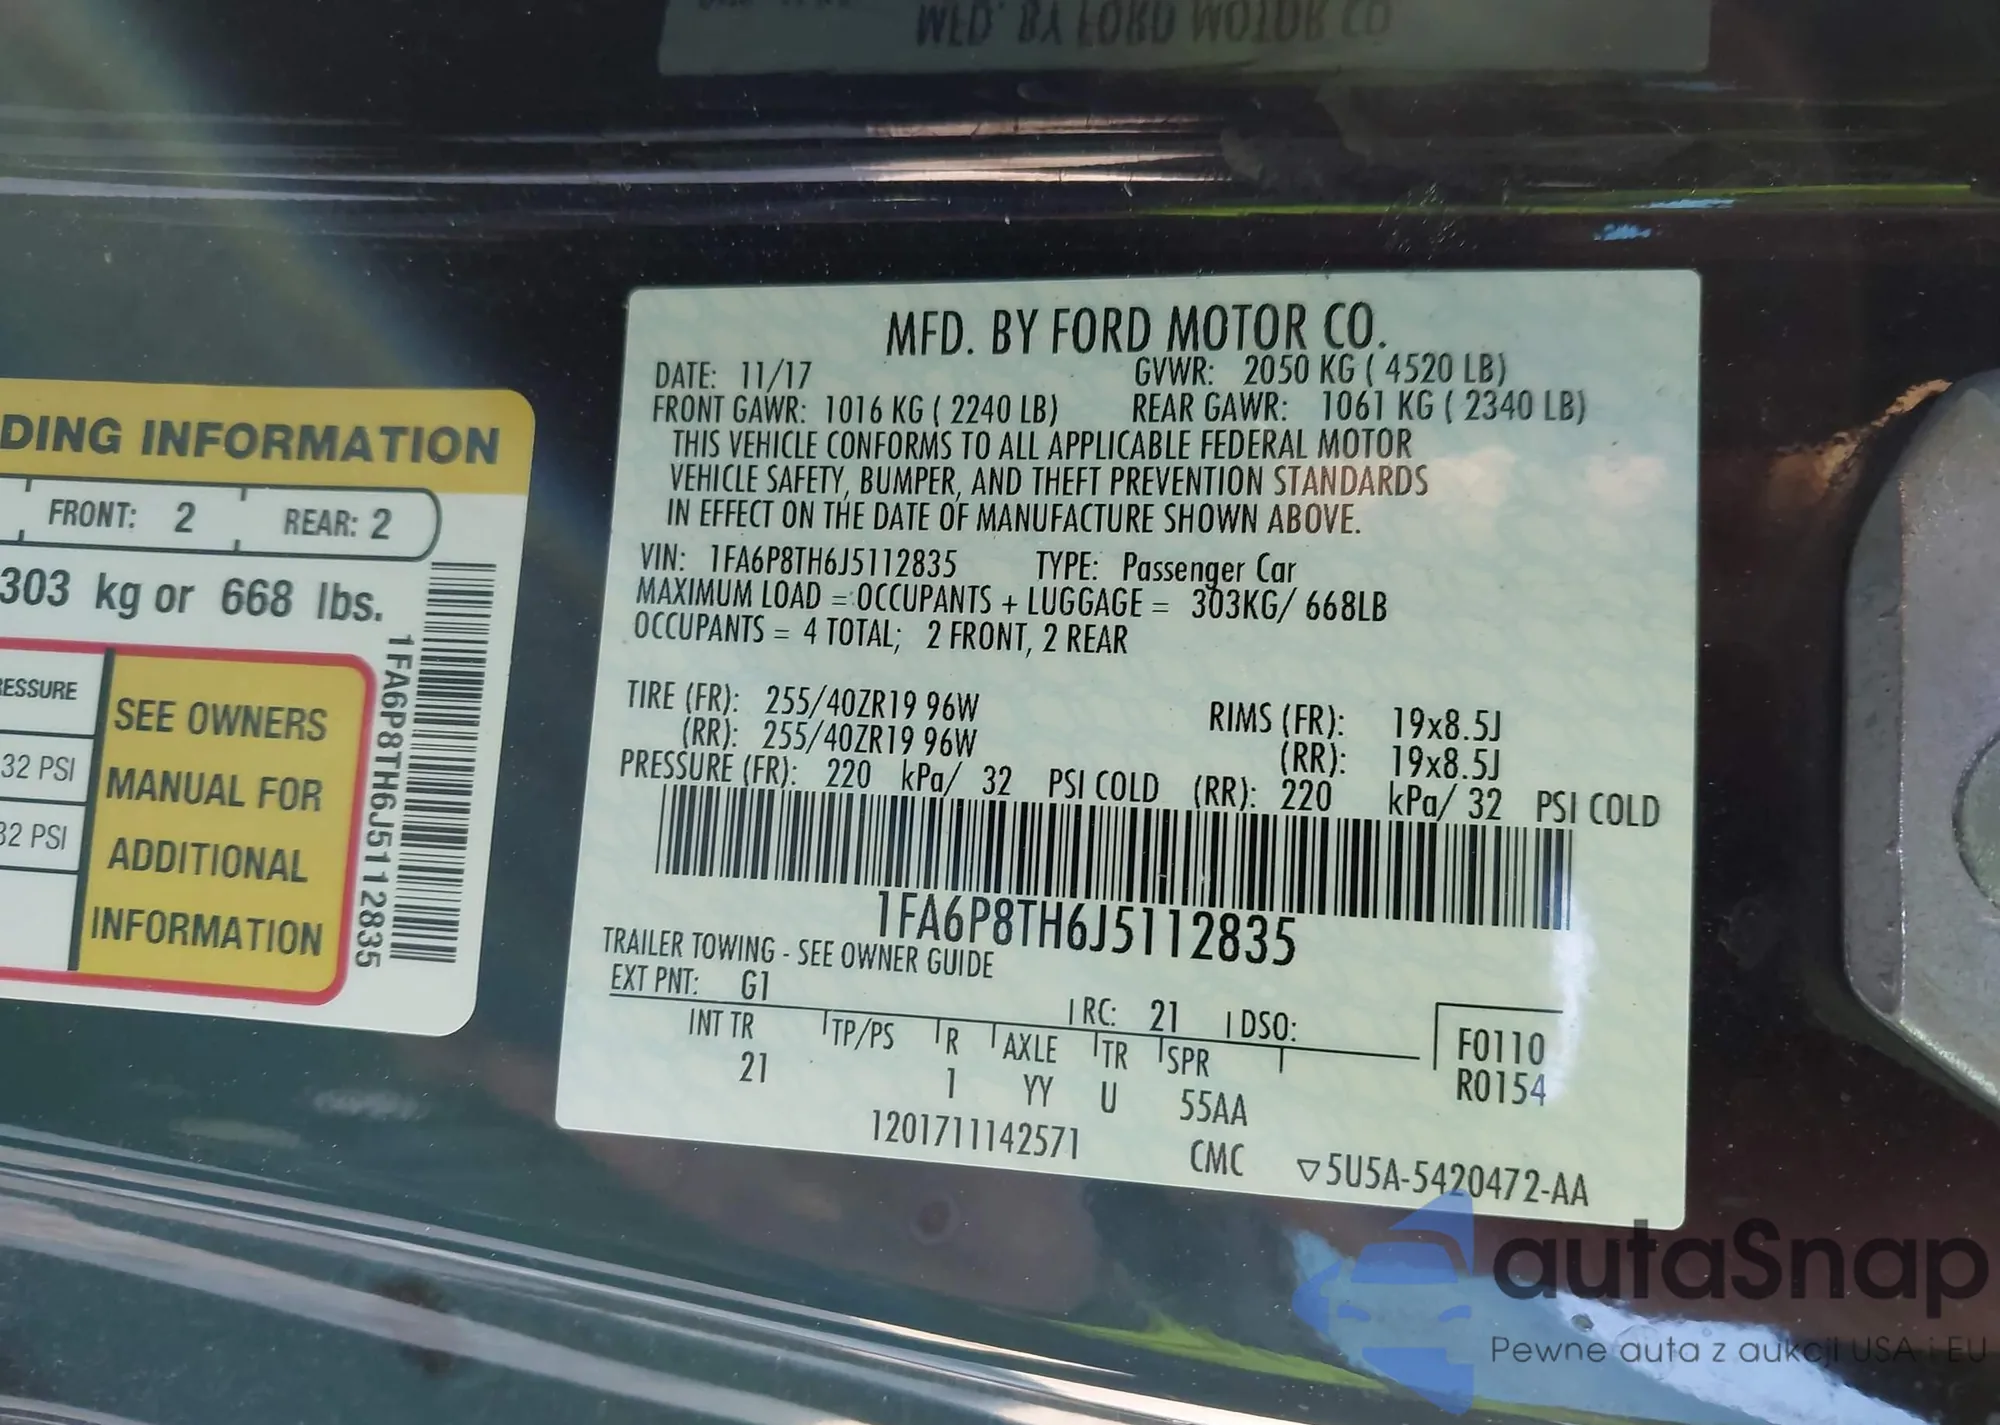 MFD. BY FORD MOTOR CO.
DATE: 11/17 GVWR: 2050 KG ( 4520 LB)
FRONT GAWR: 1016 KG ( 2240 LB) REAR GAWR: 1061 KG ( 2340 LB)
THIS VEHICLE CONFORMS TO ALL APPLICABLE FEDERAL MOTOR
VEHICLE SAFETY, BUMPER, AND THEFT PREVENTION STANDARDS
IN EFFECT ON THE DATE OF MANUFACTURE SHOWN ABOVE.
VIN: 1FA6P8TH6J5112835 TYPE: Passenger Car
MAXIMUM LOAD = OCCUPANTS + LUGGAGE = 303KG/ 668LB
OCCUPANTS = 4 TOTAL; 2 FRONT, 2 REAR
TIRE (FR): 255/40ZR19 96W RIMS (FR): 19x8.5J
(RR): 255/40ZR19 96W (RR): 19x8.5J
PRESSURE (FR): 220 kPa/ 32 PSI COLD (RR): 220 kPa/ 32 PSI COLD
1FA6P8TH6J5112835
TRAILER TOWING - SEE OWNER GUIDE
EXT PNT: G1 RC: 21 DSO:
INT TR TP/PS R AXLE TR SPR
21 1 YY U 55AA
F0110
R0154
1201711142571 CMC ▽5U5A-5420472-AA
DING INFORMATION
FRONT: 2 REAR: 2
303 kg or 668 lbs.
ESSURE
32 PSI
32 PSI
SEE OWNERS
MANUAL FOR
ADDITIONAL
INFORMATION
1FA6P8TH6J5112835
MFD. BY FORD MOTOR CO
autaSnap
Pewne auta z aukcji USA i EU